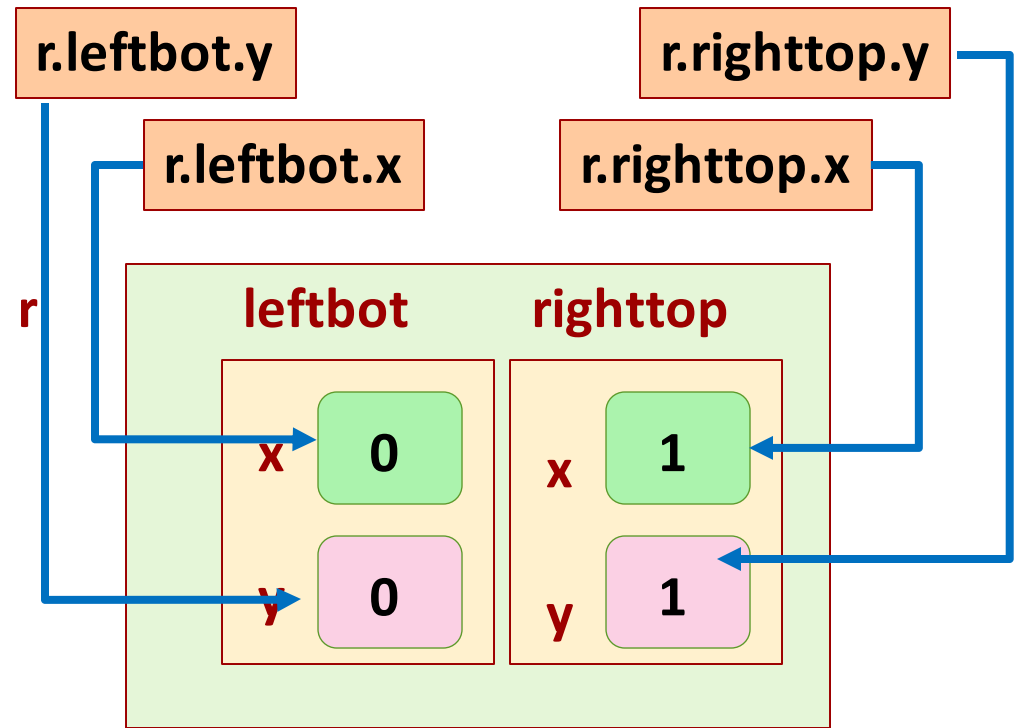 r.leftbot.y
r.righttop.y
r.leftbot.x
r.righttop.x
r
leftbot
righttop
x
0
x
1
y
0
y
1